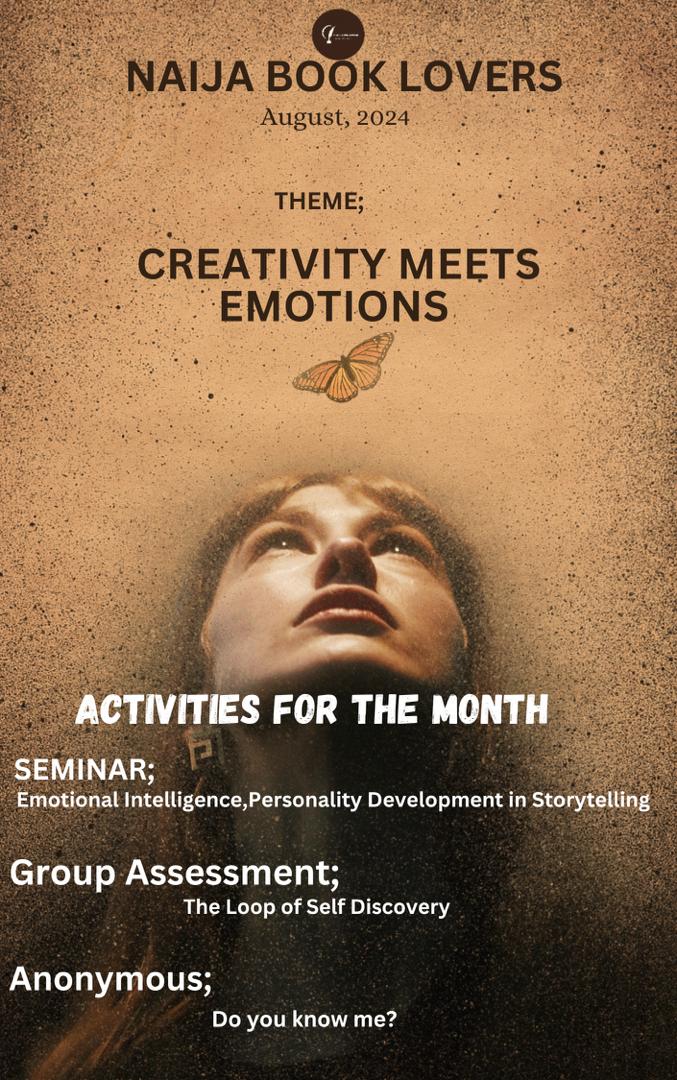 NAIJA BOOK LOVERS
August, 2024
THEME;
CREATIVITY MEETS
EMOTIONS
ACTIVITIES FOR THE MONTH
SEMINAR;
Emotional Intelligence,Personality Development in Storytelling
Group Assessment;
The Loop of Self Discovery
Anonymous;
Do you know me?